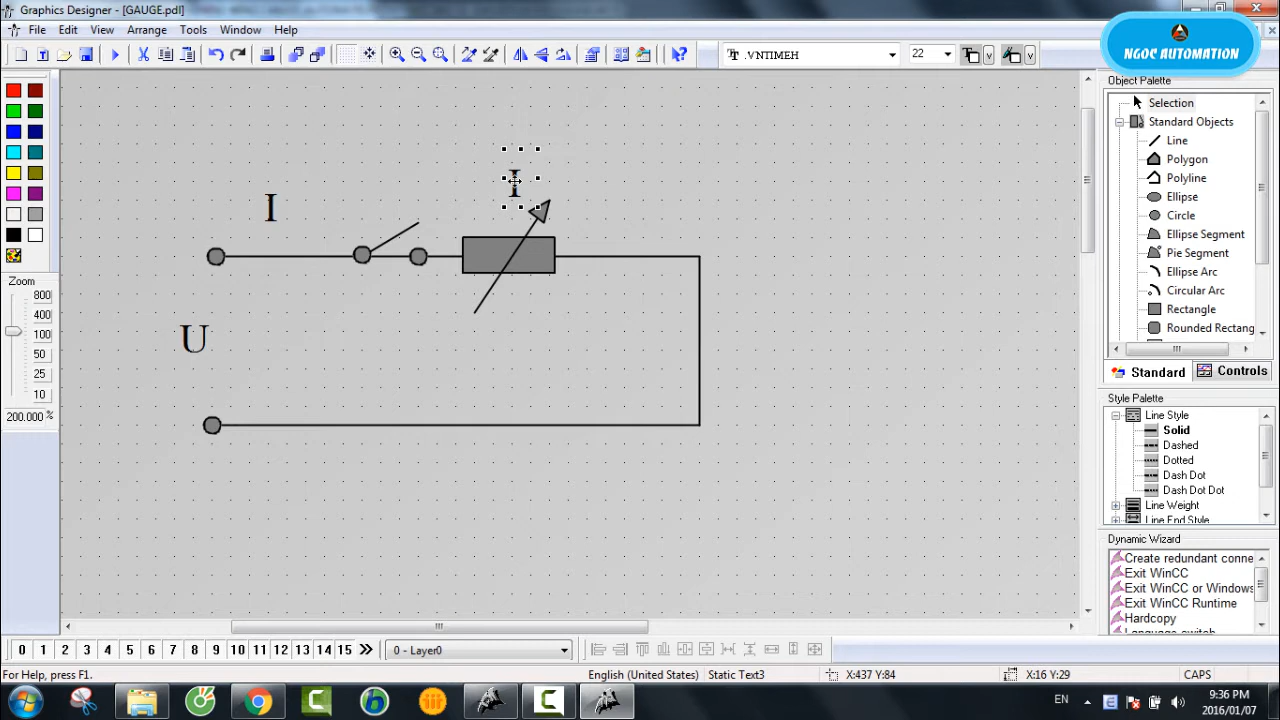 Graphics Designer - [GAUGE.pdl]
NGOC AUTOMATION
File Edit View Arrange Tools Window Help
.VNTIMEH 22
Object Palette
Selection
Standard Objects
Line
Polygon
Polyline
Ellipse
Circle
Ellipse Segment
Pie Segment
Ellipse Arc
Circular Arc
Rectangle
Rounded Rectang
Standard Controls
Style Palette
Line Style
Solid
Dashed
Dotted
Dash Dot
Dash Dot Dot
Line Weight
Line End Style
Dynamic Wizard
Create redundant conne
Exit WinCC
Exit WinCC or Windows
Exit WinCC Runtime
Hardcopy
Language switch
Zoom
800
400
100
50
25
10
200.000 %
I
I
U
0 1 2 3 4 5 6 7 8 9 10 11 12 13 14 15
0 - Layer0
For Help, press F1.
English (United States) Static Text3 X:437 Y:84 X:16 Y:29 CAPS
EN
9:36 PM
2016/01/07